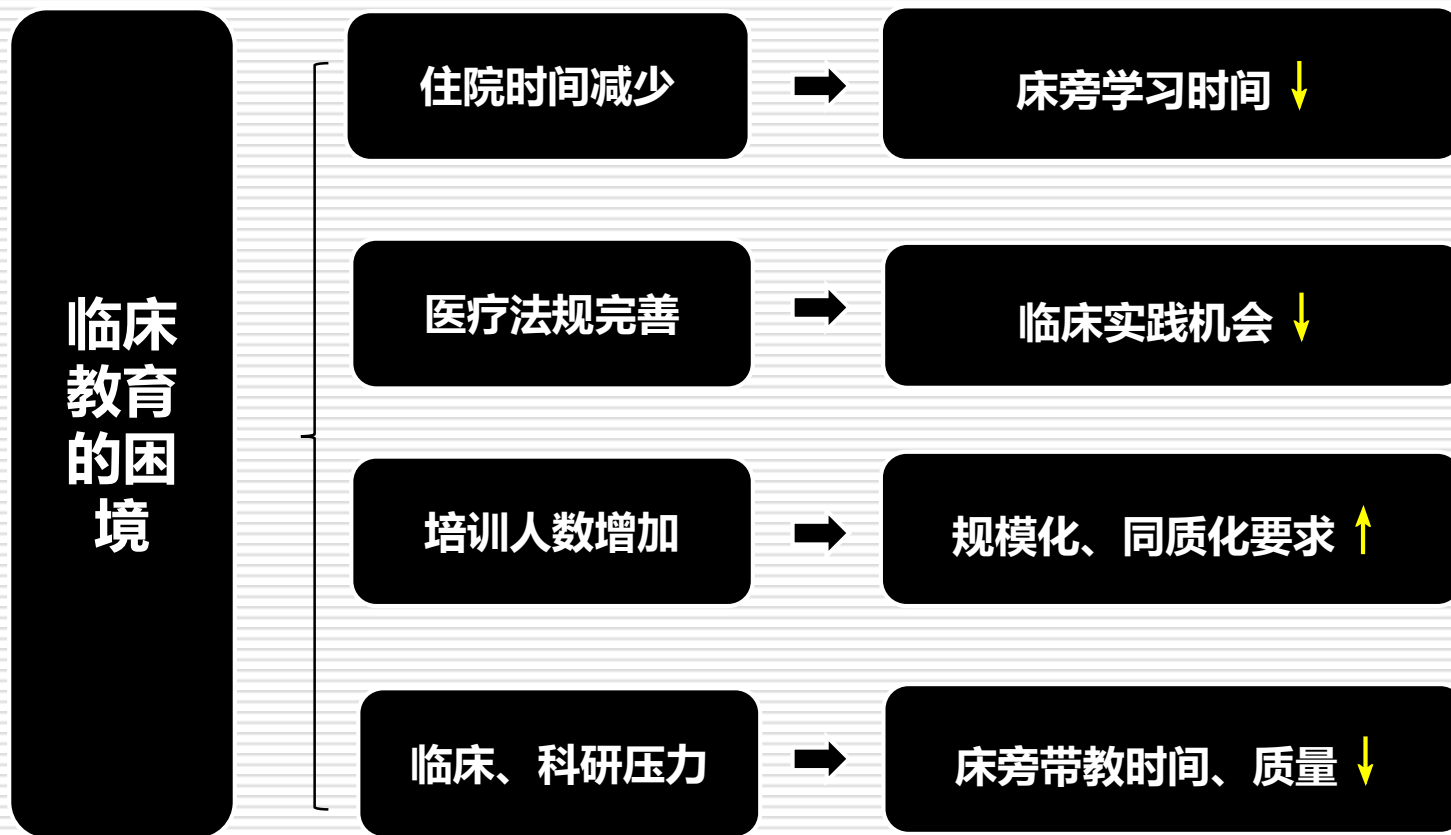 临床
教育
的困
境
住院时间减少
床旁学习时间
医疗法规完善
临床实践机会
培训人数增加
规模化、同质化要求
临床、科研压力
床旁带教时间、质量